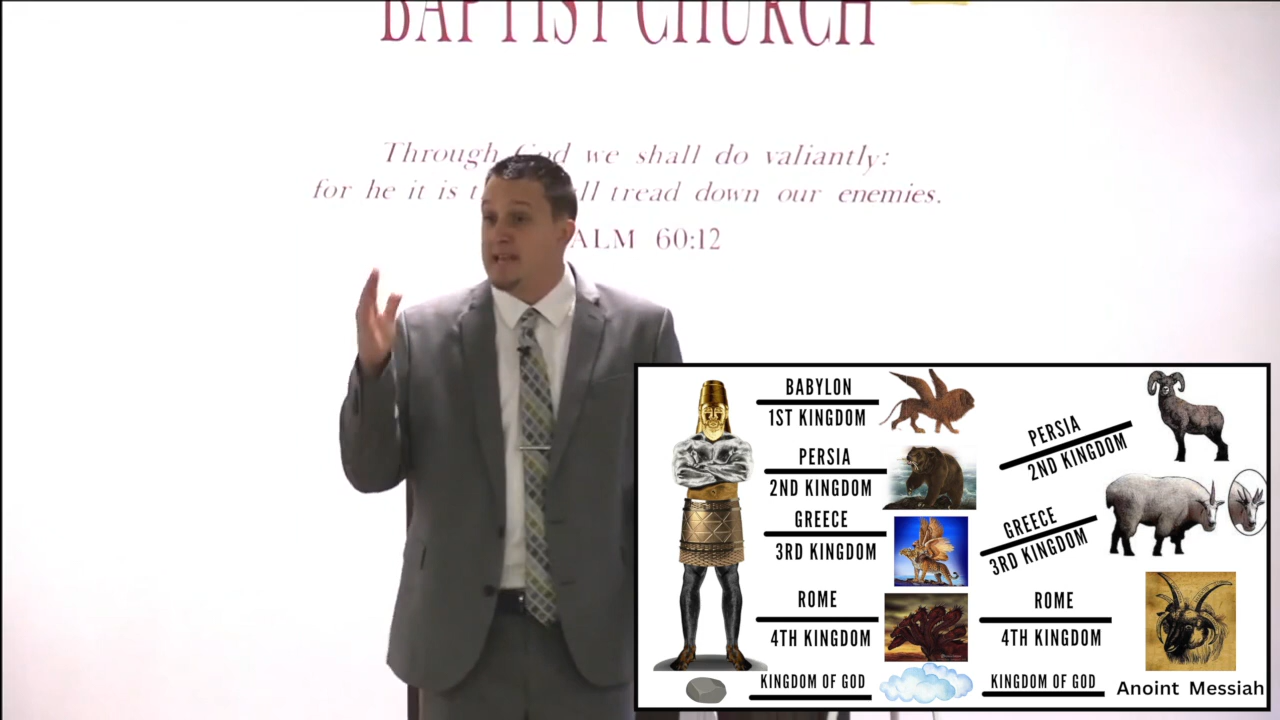 BAPTIST CHURCH
Through God we shall do valiantly:
for he it is all tread down our enemies.
ALM 60:12
BABYLON
1ST KINGDOM
PERSIA
2ND KINGDOM
GREECE
3RD KINGDOM
ROME
4TH KINGDOM
KINGDOM OF GOD
PERSIA
2ND KINGDOM
GREECE
3RD KINGDOM
ROME
4TH KINGDOM
KINGDOM OF GOD
Anoint Messiah